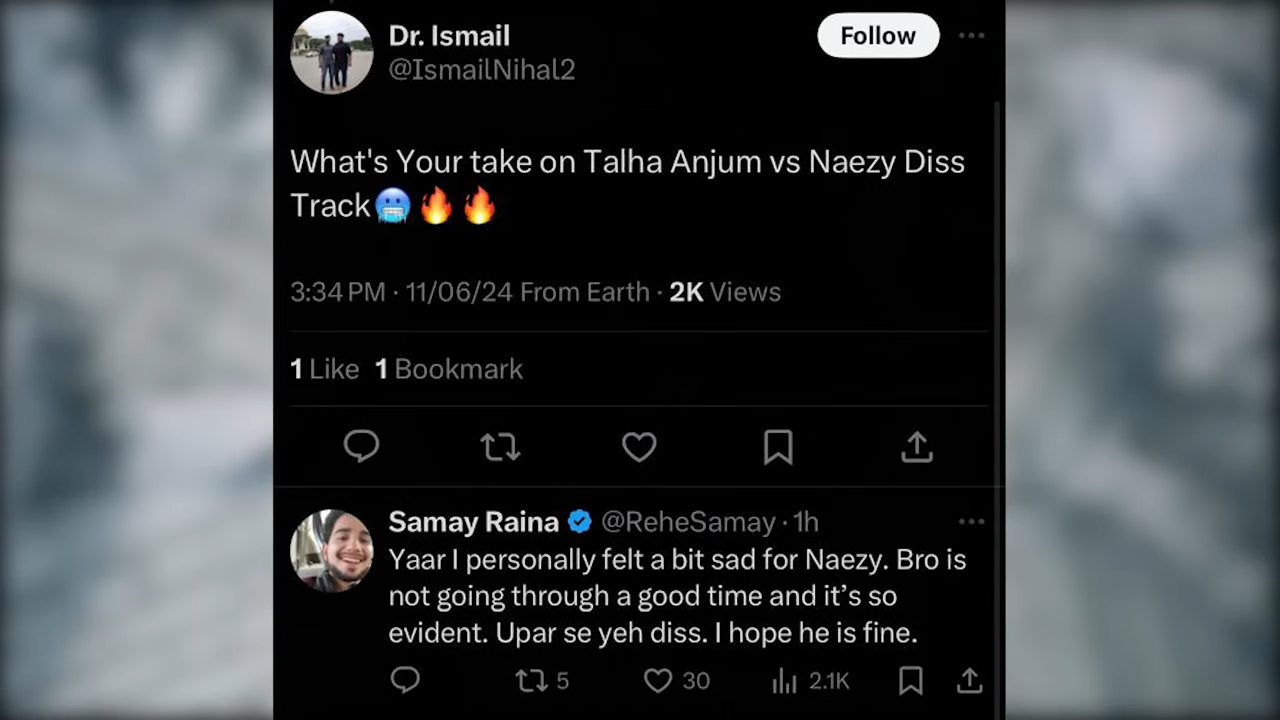 Dr. Ismail
@IsmailNihal2
Follow
What's Your take on Talha Anjum vs Naezy Diss
Track🥶🔥🔥
3:34 PM · 11/06/24 From Earth · 2K Views
1 Like 1 Bookmark
Samay Raina @ReheSamay · 1h
Yaar I personally felt a bit sad for Naezy. Bro is
not going through a good time and it’s so
evident. Upar se yeh diss. I hope he is fine.
5 30 2.1K